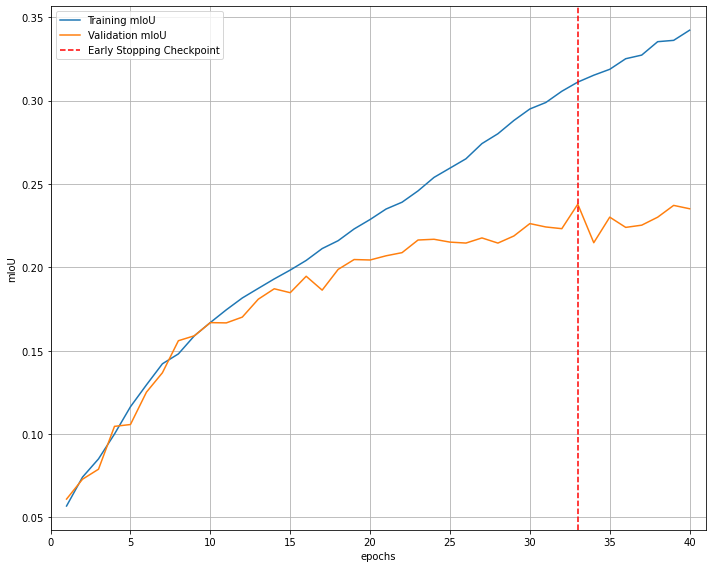 Training mIoU
Validation mIoU
Early Stopping Checkpoint
0.35
0.30
0.25
0.20
0.15
0.10
0.05
mIoU
0 5 10 15 20 25 30 35 40
epochs